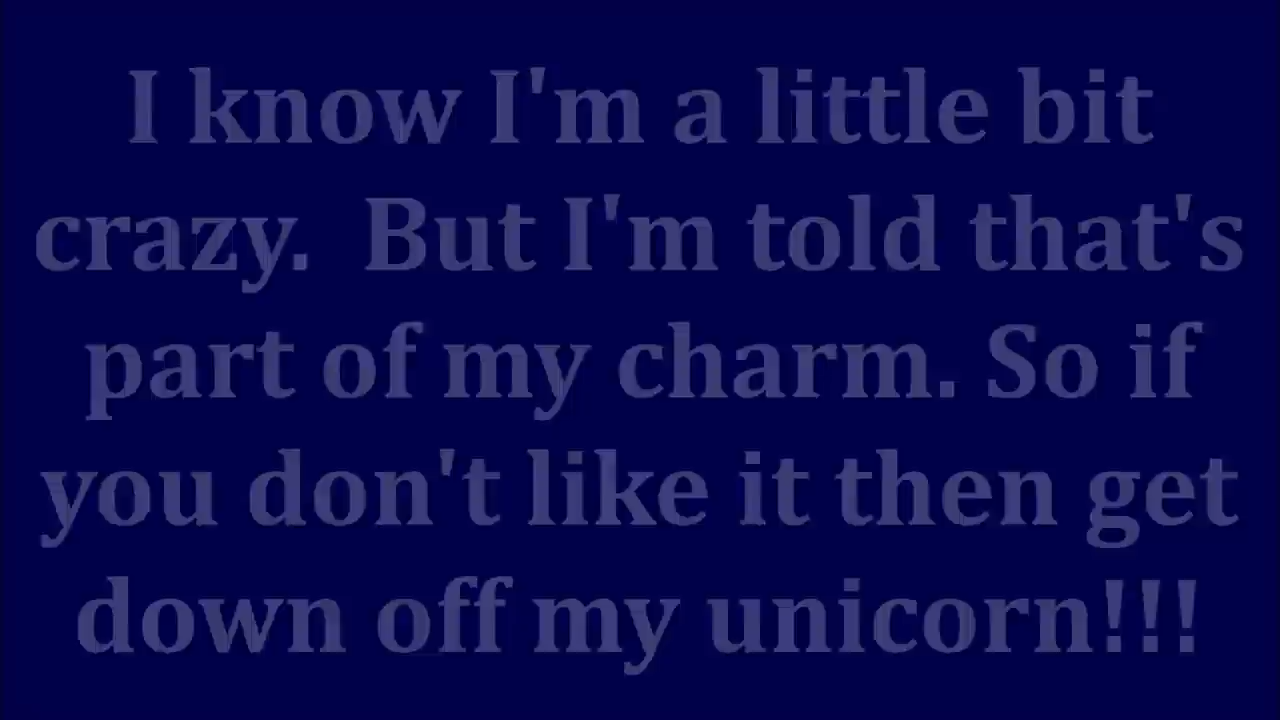 I know I'm a little bit
crazy.  But I'm told that's
part of my charm. So if
you don't like it then get
down off my unicorn!!!